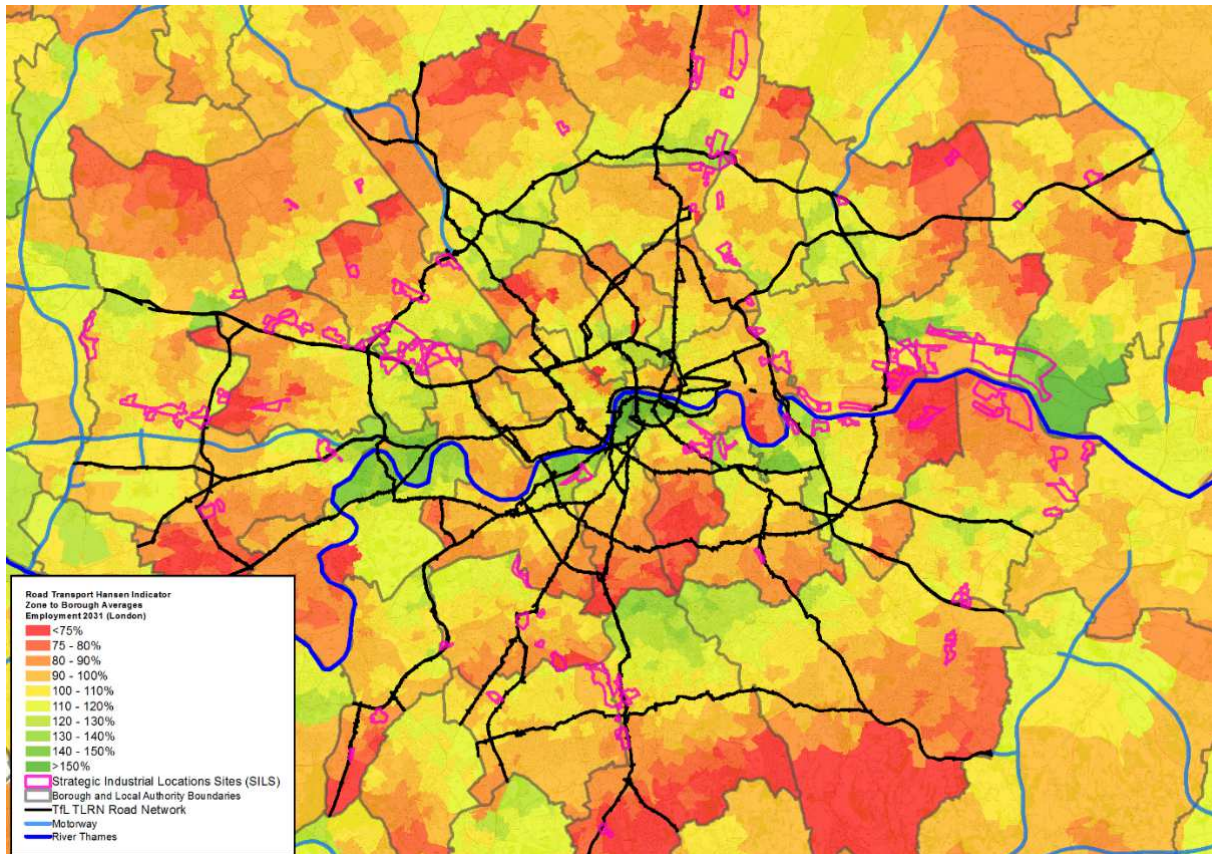 Road Transport Hansen Indicator
Zone to Borough Averages
Employment 2031 (London)
<75%
75 - 80%
80 - 90%
90 - 100%
100 - 110%
110 - 120%
120 - 130%
130 - 140%
140 - 150%
>150%
Strategic Industrial Locations Sites (SILS)
Borough and Local Authority Boundaries
TfL TLRN Road Network
Motorway
River Thames